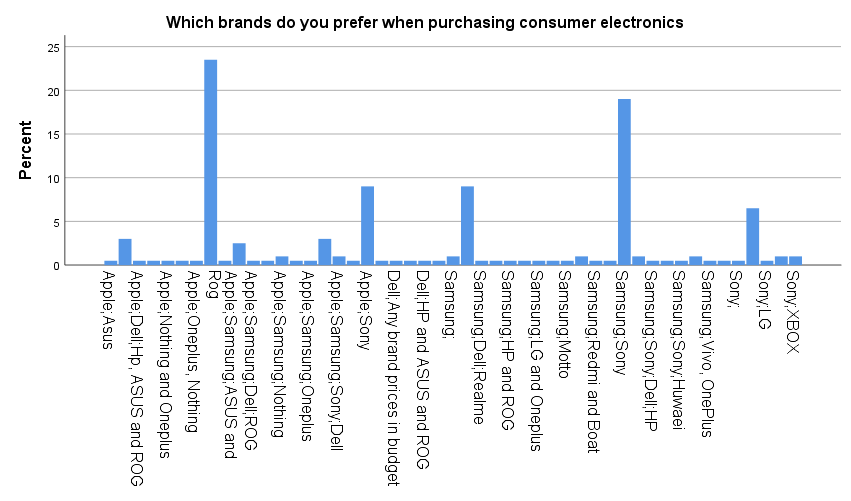 Which brands do you prefer when purchasing consumer electronics
Percent
25
20
15
10
5
0
Apple;Asus
Apple;Dell;Hp, ASUS and ROG
Apple;Nothing and Oneplus
Apple;Oneplus, Nothing
Rog
Apple;Samsung;ASUS and
Apple;Samsung;Dell;ROG
Apple;Samsung;Nothing
Apple;Samsung;Oneplus
Apple;Samsung;Sony;Dell
Apple;Sony
Dell;Any brand prices in budget
Dell;HP and ASUS and ROG
Samsung;
Samsung;Dell;Realme
Samsung;HP and ROG
Samsung;LG and Oneplus
Samsung;Motto
Samsung;Redmi and Boat
Samsung;Sony
Samsung;Sony;Dell;HP
Samsung;Sony;Huwaei
Samsung;Vivo, OnePlus
Sony;
Sony;LG
Sony;XBOX